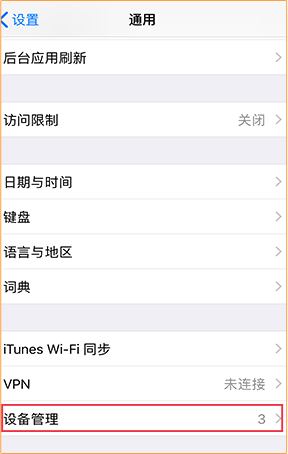 设置
通用
后台应用刷新
访问限制 关闭
日期与时间
键盘
语言与地区
词典
iTunes Wi-Fi 同步
VPN 未连接
设备管理 3